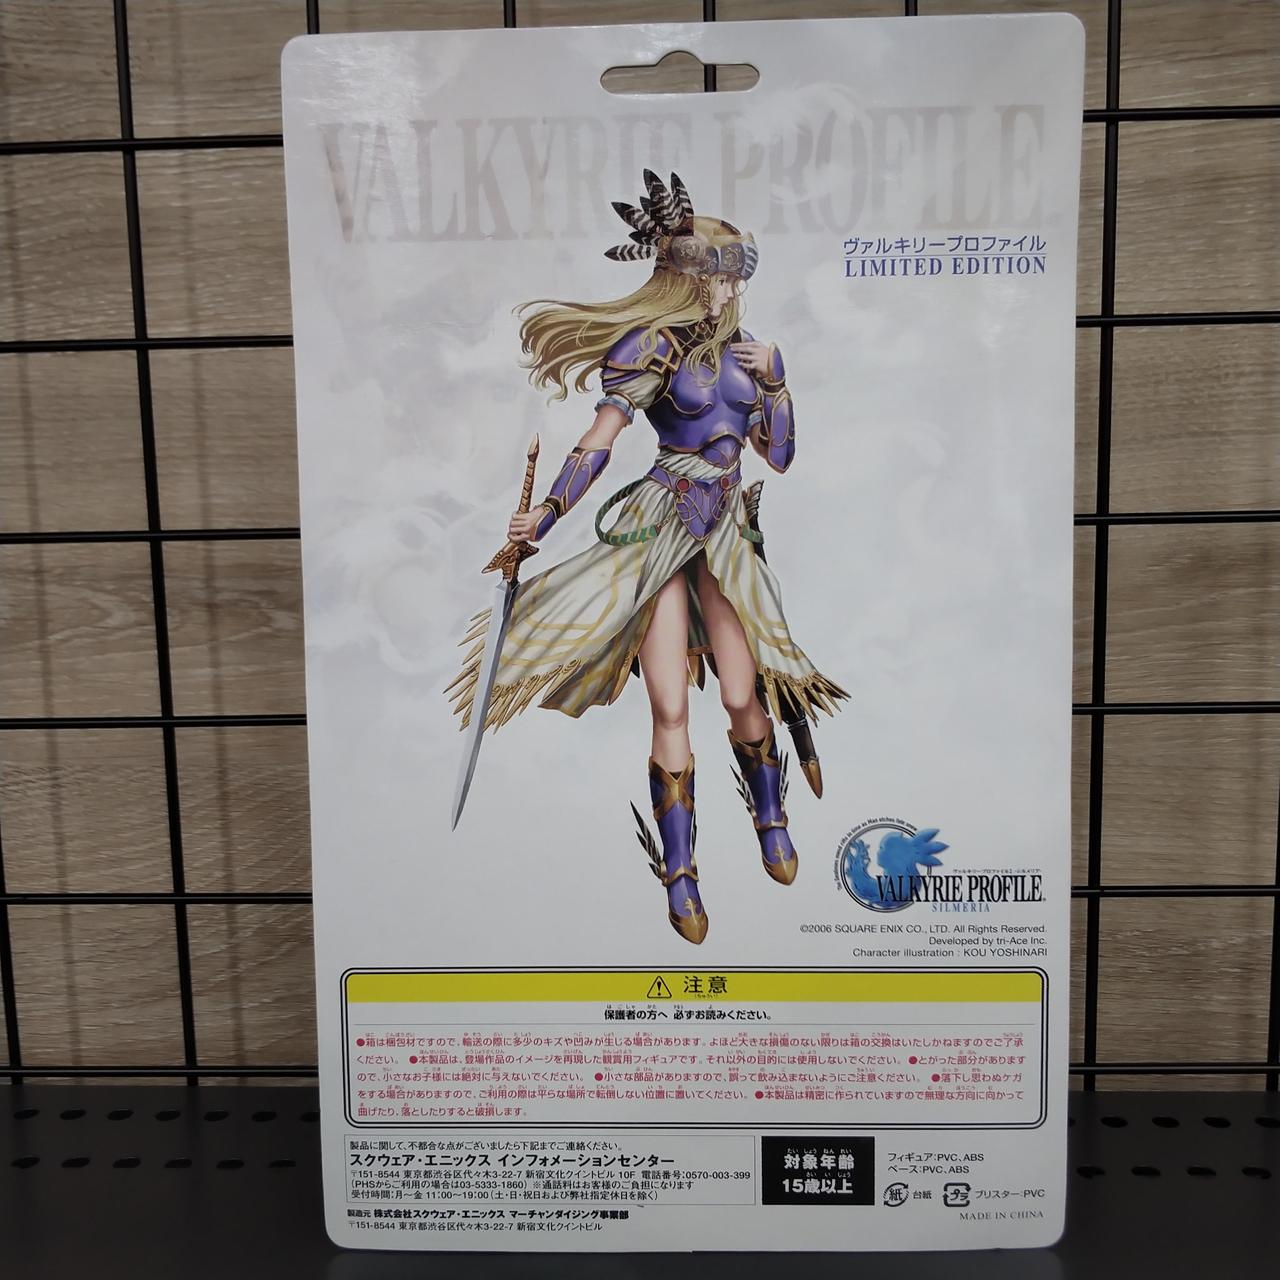 VALKYRIE PROFILE
ヴァルキリープロファイル
LIMITED EDITION
ヴァルキリープロファイル2 -シルメリア-
VALKYRIE PROFILE
SILMERIA
©2006 SQUARE ENIX CO., LTD. All Rights Reserved.
Developed by tri-Ace Inc.
Character illustration : KOU YOSHINARI
注意
保護者の方へ 必ずお読みください。
●箱は梱包材ですので、輸送の際に多少のキズや凹みが生じる場合があります。よほど大きな損傷のない限りは箱の交換はいたしかねますのでご了承
ください。 ●本製品は、登場作品のイメージを再現した観賞用フィギュアです。それ以外の目的には使用しないでください。 ●とがった部分があります
ので、小さなお子様には絶対に与えないでください。 ●小さな部品がありますので、誤って飲み込まないようにご注意ください。 ●落下し思わぬケガ
をする場合がありますので、ご利用の際は平らな場所で転倒しない位置に置いてください。 ●本製品は精密に作られていますので無理な方向に向かって
曲げたり、落としたりすると破損します。
製品に関して、不都合な点がございましたら下記までご連絡ください。
スクウェア・エニックス インフォメーションセンター
〒151-8544 東京都渋谷区代々木3-22-7 新宿文化クイントビル 10F 電話番号:0570-003-399
(PHSからご利用の場合は03-5333-1860) ※通話料はお客様のご負担になります
受付時間:月〜金 11:00〜19:00(土・日・祝日および弊社指定休日を除く)
対象年齢
15歳以上
フィギュア:PVC、ABS
ベース:PVC、ABS
紙 台紙
プラ ブリスター:PVC
MADE IN CHINA
製造元 株式会社スクウェア・エニックス マーチャンダイジング事業部
〒151-8544 東京都渋谷区代々木3-22-7 新宿文化クイントビル